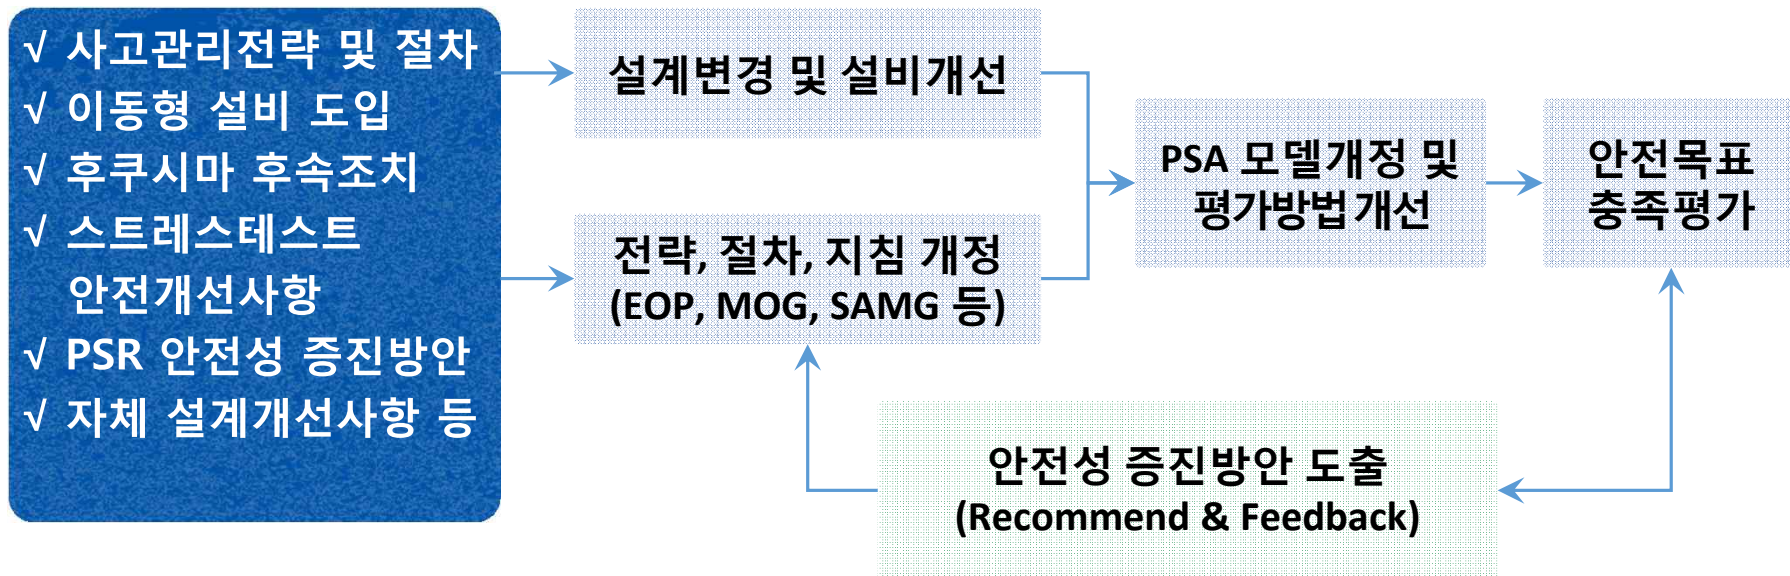 √ 사고관리전략 및 절차
√ 이동형 설비 도입
√ 후쿠시마 후속조치
√ 스트레스테스트
안전개선사항
√ PSR 안전성 증진방안
√ 자체 설계개선사항 등
설계변경 및 설비개선
전략, 절차, 지침 개정
(EOP, MOG, SAMG 등)
PSA 모델개정 및
평가방법개선
안전목표
충족평가
안전성 증진방안 도출
(Recommend & Feedback)